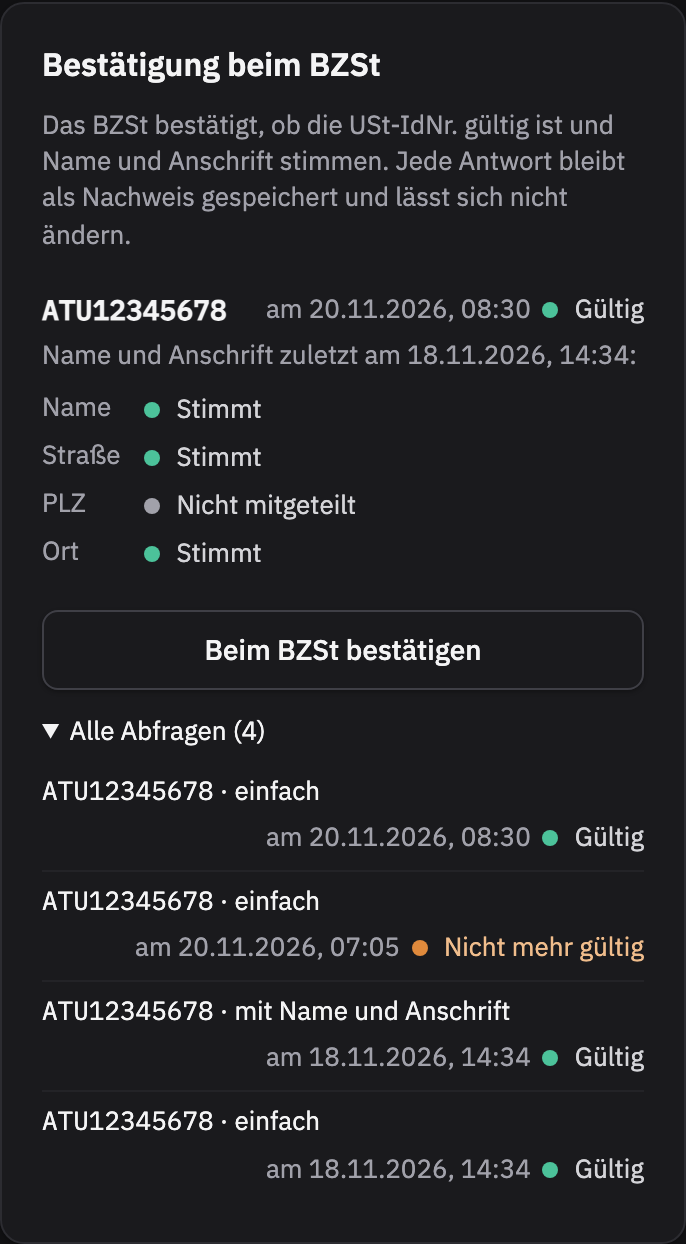 Bestätigung beim BZSt
Das BZSt bestätigt, ob die USt-IdNr. gültig ist und
Name und Anschrift stimmen. Jede Antwort bleibt
als Nachweis gespeichert und lässt sich nicht
ändern.
ATU12345678 am 20.11.2026, 08:30 Gültig
Name und Anschrift zuletzt am 18.11.2026, 14:34:
Name Stimmt
Straße Stimmt
PLZ Nicht mitgeteilt
Ort Stimmt
Beim BZSt bestätigen
▼ Alle Abfragen (4)
ATU12345678 · einfach
am 20.11.2026, 08:30 Gültig
ATU12345678 · einfach
am 20.11.2026, 07:05 Nicht mehr gültig
ATU12345678 · mit Name und Anschrift
am 18.11.2026, 14:34 Gültig
ATU12345678 · einfach
am 18.11.2026, 14:34 Gültig